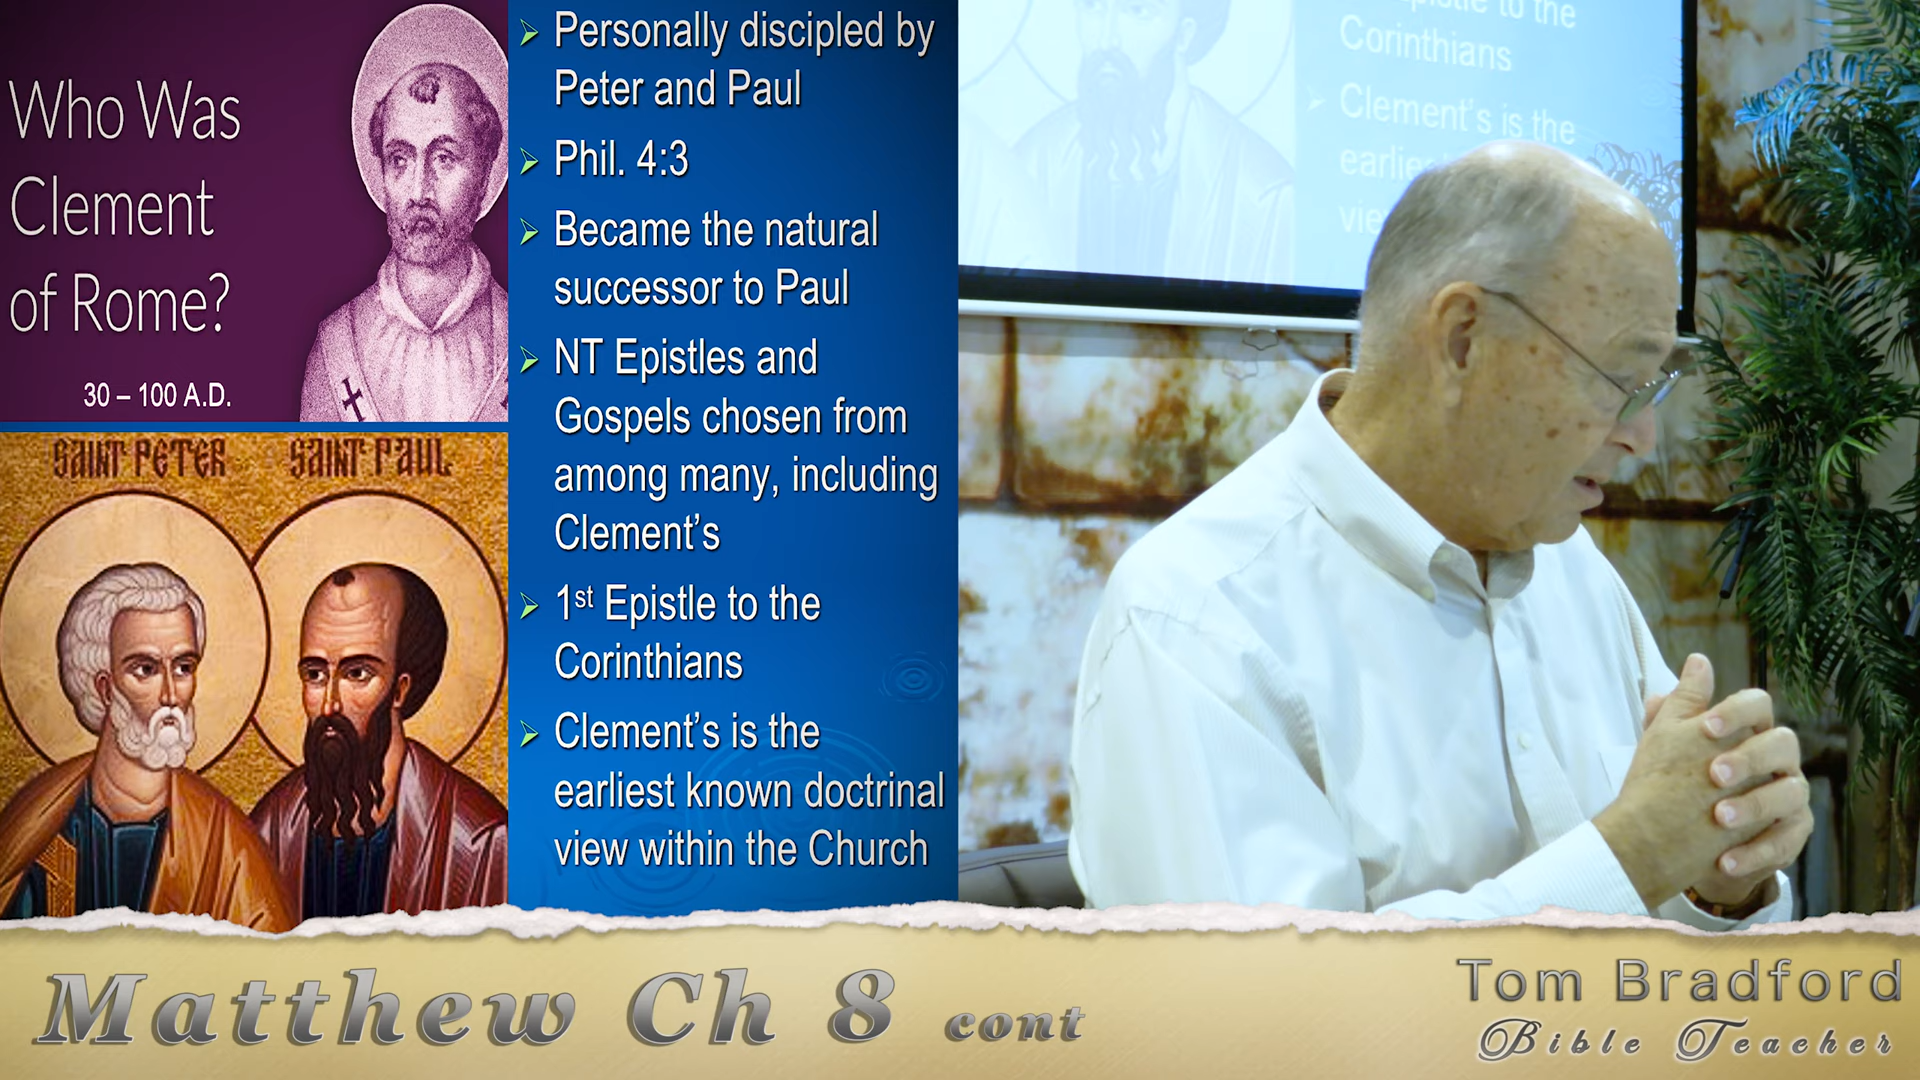 Who Was
Clement
of Rome?
30 – 100 A.D.
SAINT PETER SAINT PAUL
Personally discipled by
Peter and Paul
Phil. 4:3
Became the natural
successor to Paul
NT Epistles and
Gospels chosen from
among many, including
Clement’s
1st Epistle to the
Corinthians
Clement’s is the
earliest known doctrinal
view within the Church
to the
Corinthians
Clement’s is the
Matthew Ch 8 cont
Tom Bradford
Bible Teacher